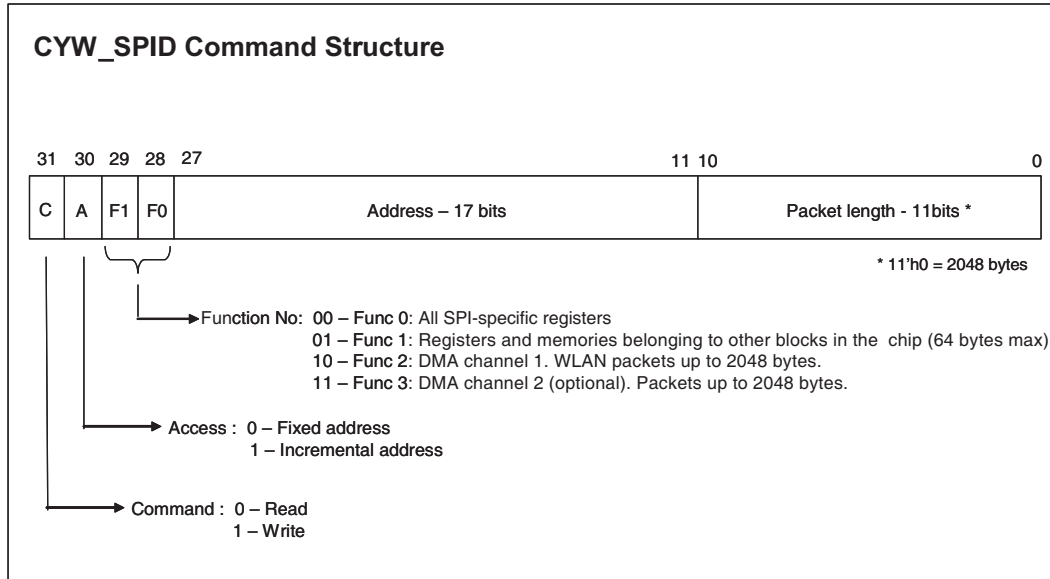 CYW_SPID Command Structure
31 30 29 28 27 11 10 0
C A F1 F0 Address – 17 bits Packet length - 11bits *
* 11'h0 = 2048 bytes
Function No: 00 – Func 0: All SPI-specific registers
01 – Func 1: Registers and memories belonging to other blocks in the chip (64 bytes max)
10 – Func 2: DMA channel 1. WLAN packets up to 2048 bytes.
11 – Func 3: DMA channel 2 (optional). Packets up to 2048 bytes.
Access : 0 – Fixed address
1 – Incremental address
Command : 0 – Read
1 – Write